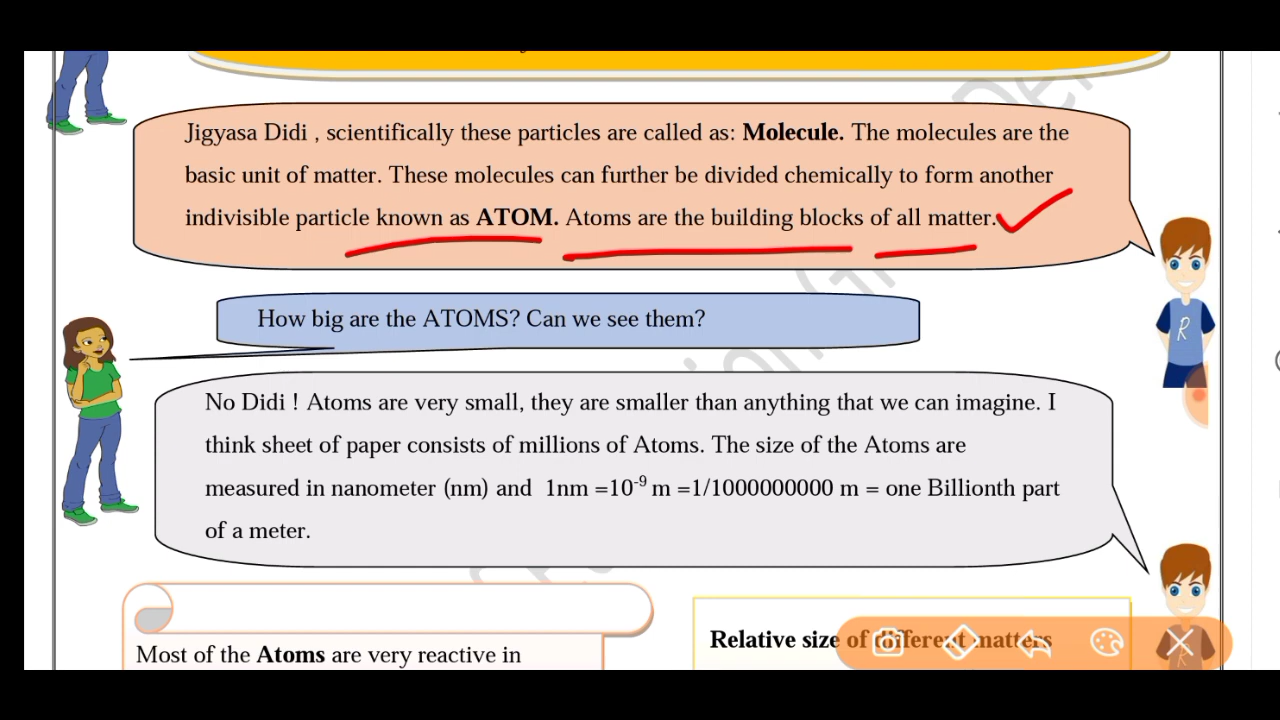 Jigyasa Didi , scientifically these particles are called as: Molecule. The molecules are the
basic unit of matter. These molecules can further be divided chemically to form another
indivisible particle known as ATOM. Atoms are the building blocks of all matter.
How big are the ATOMS? Can we see them?
No Didi ! Atoms are very small, they are smaller than anything that we can imagine. I
think sheet of paper consists of millions of Atoms. The size of the Atoms are
measured in nanometer (nm) and 1nm =10⁻⁹ m =1/1000000000 m = one Billionth part
of a meter.
Most of the Atoms are very reactive in
Relative size of different matters
R
R